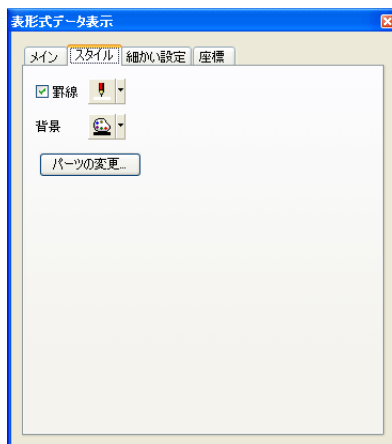 表形式データ表示
メイン スタイル 細かい設定 座標
罫線
背景
パーツの変更...